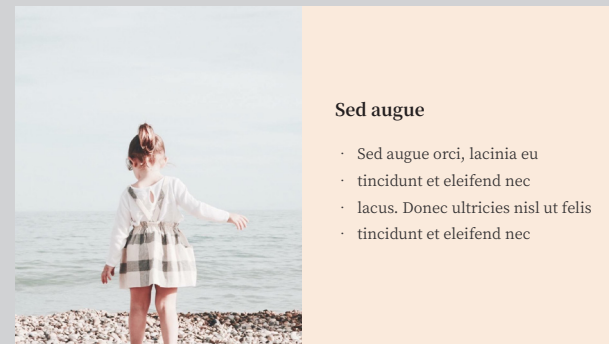 Sed augue
· Sed augue orci, lacinia eu
· tincidunt et eleifend nec
· lacus. Donec ultricies nisl ut felis
· tincidunt et eleifend nec